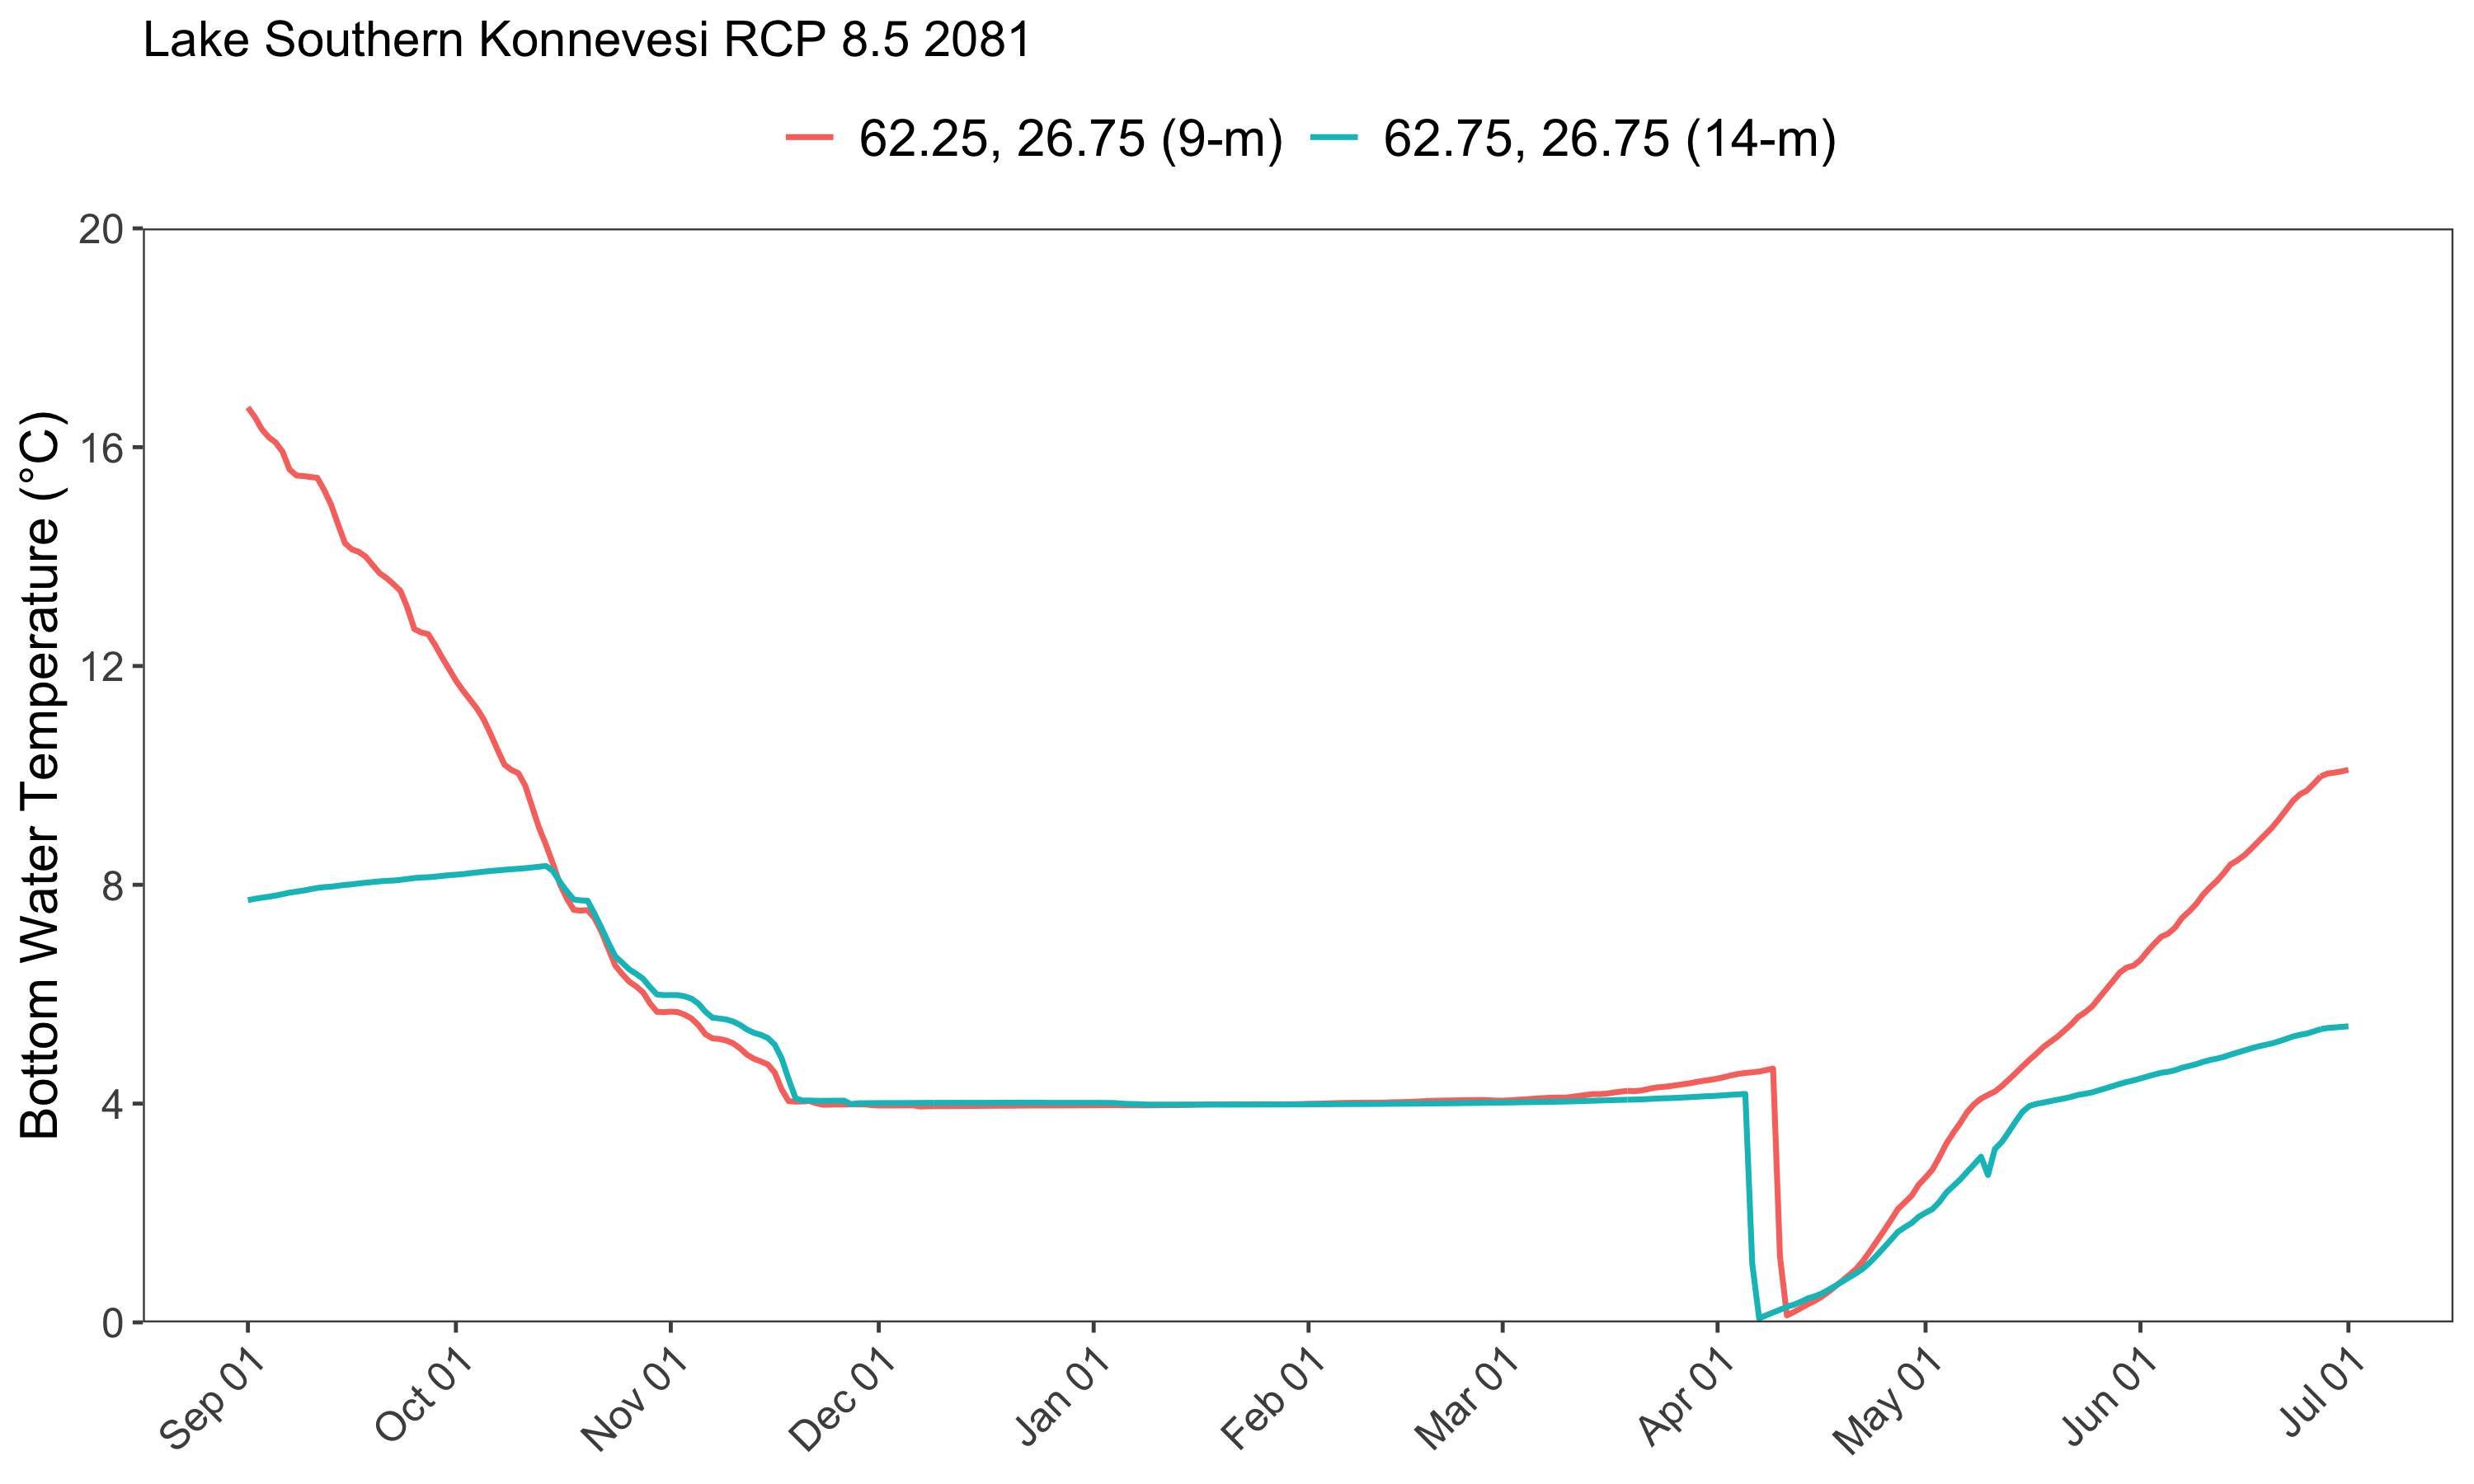 Lake Southern Konnevesi RCP 8.5 2081
62.25, 26.75 (9-m) 62.75, 26.75 (14-m)
Bottom Water Temperature (°C)
20
16
12
8
4
0
Sep 01 Oct 01 Nov 01 Dec 01 Jan 01 Feb 01 Mar 01 Apr 01 May 01 Jun 01 Jul 01